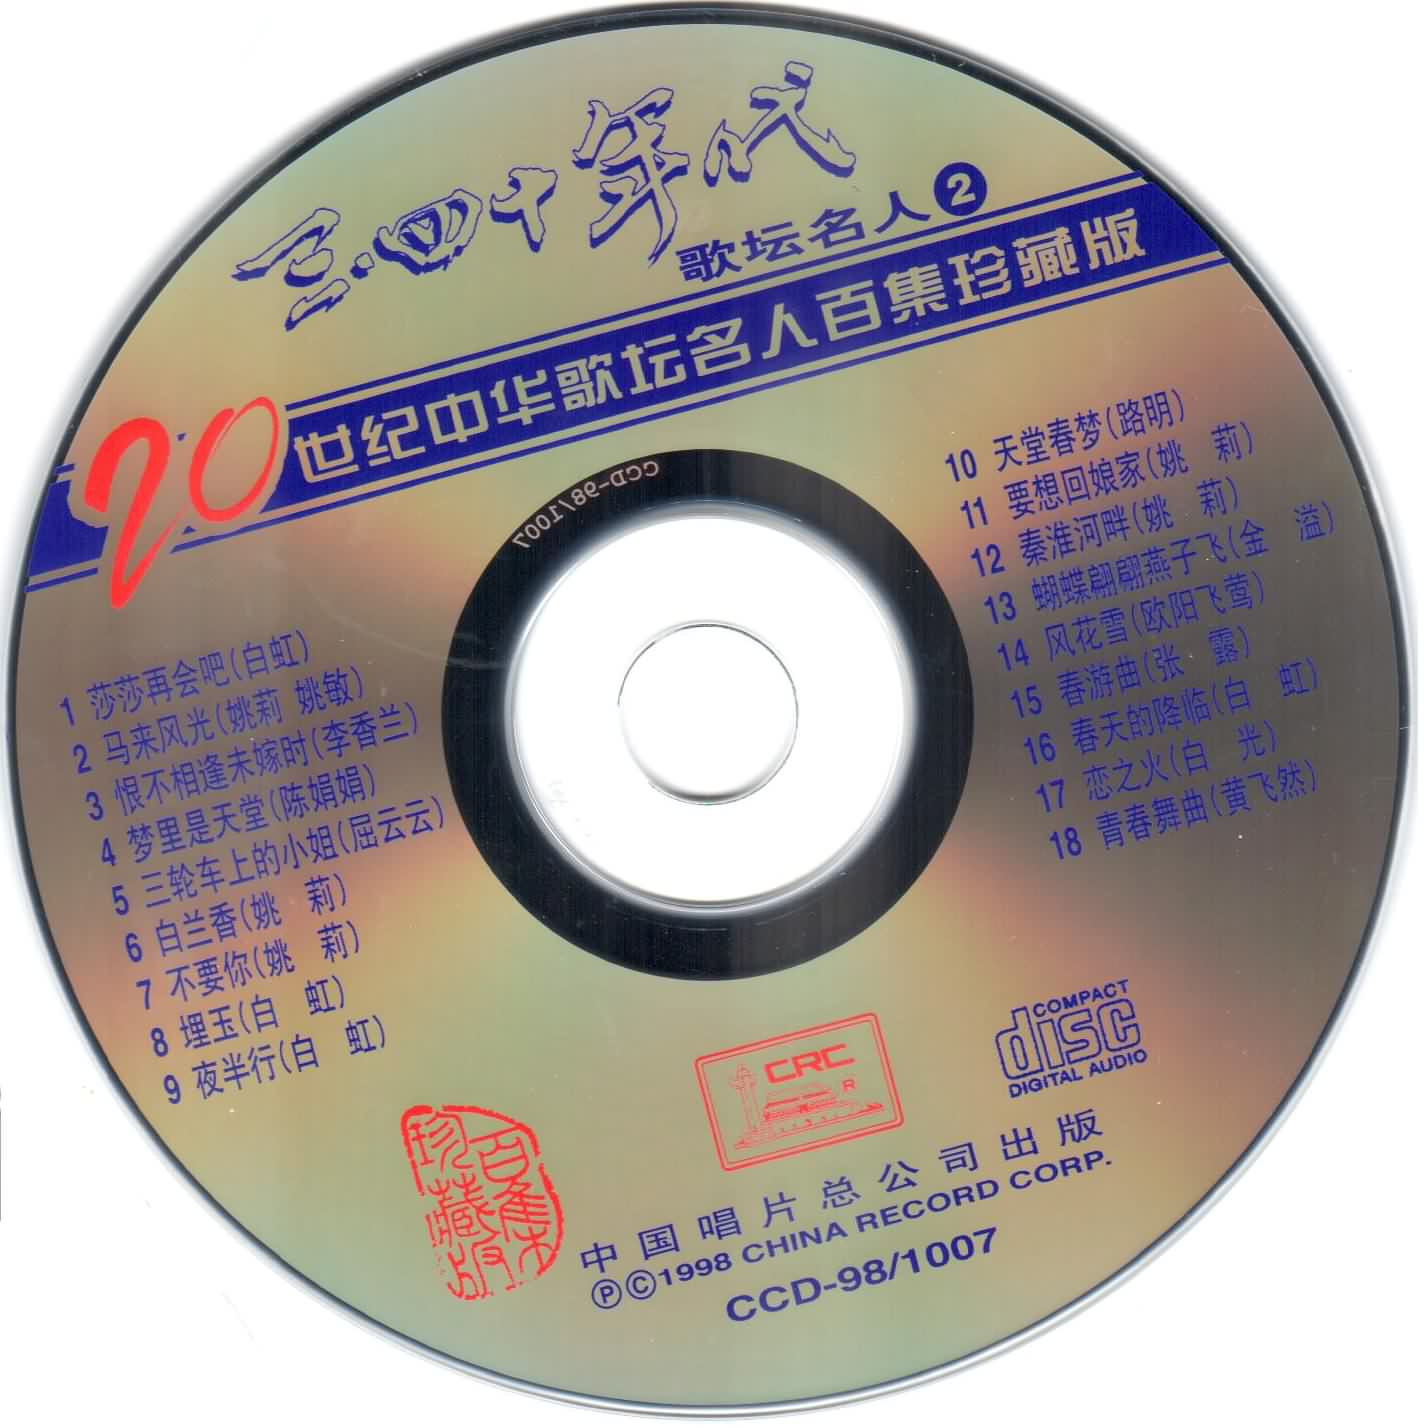 三·四十年代
歌坛名人2
20世纪中华歌坛名人百集珍藏版
CCD-98/1007
1 莎莎再会吧(白虹)
2 马来风光(姚莉 姚敏)
3 恨不相逢未嫁时(李香兰)
4 梦里是天堂(陈娟娟)
5 三轮车上的小姐(屈云云)
6 白兰香(姚 莉)
7 不要你(姚 莉)
8 埋玉(白 虹)
9 夜半行(白 虹)
10 天堂春梦(路明)
11 要想回娘家(姚 莉)
12 秦淮河畔(姚 莉)
13 蝴蝶翩翩燕子飞(金 溢)
14 风花雪(欧阳飞莺)
15 春游曲(张 露)
16 春天的降临(白 虹)
17 恋之火(白 光)
18 青春舞曲(黄飞然)
COMPACT
disc
DIGITAL AUDIO
CRC
R
百集
珍藏版
中国唱片总公司出版
ⓅⒸ1998 CHINA RECORD CORP.
CCD-98/1007